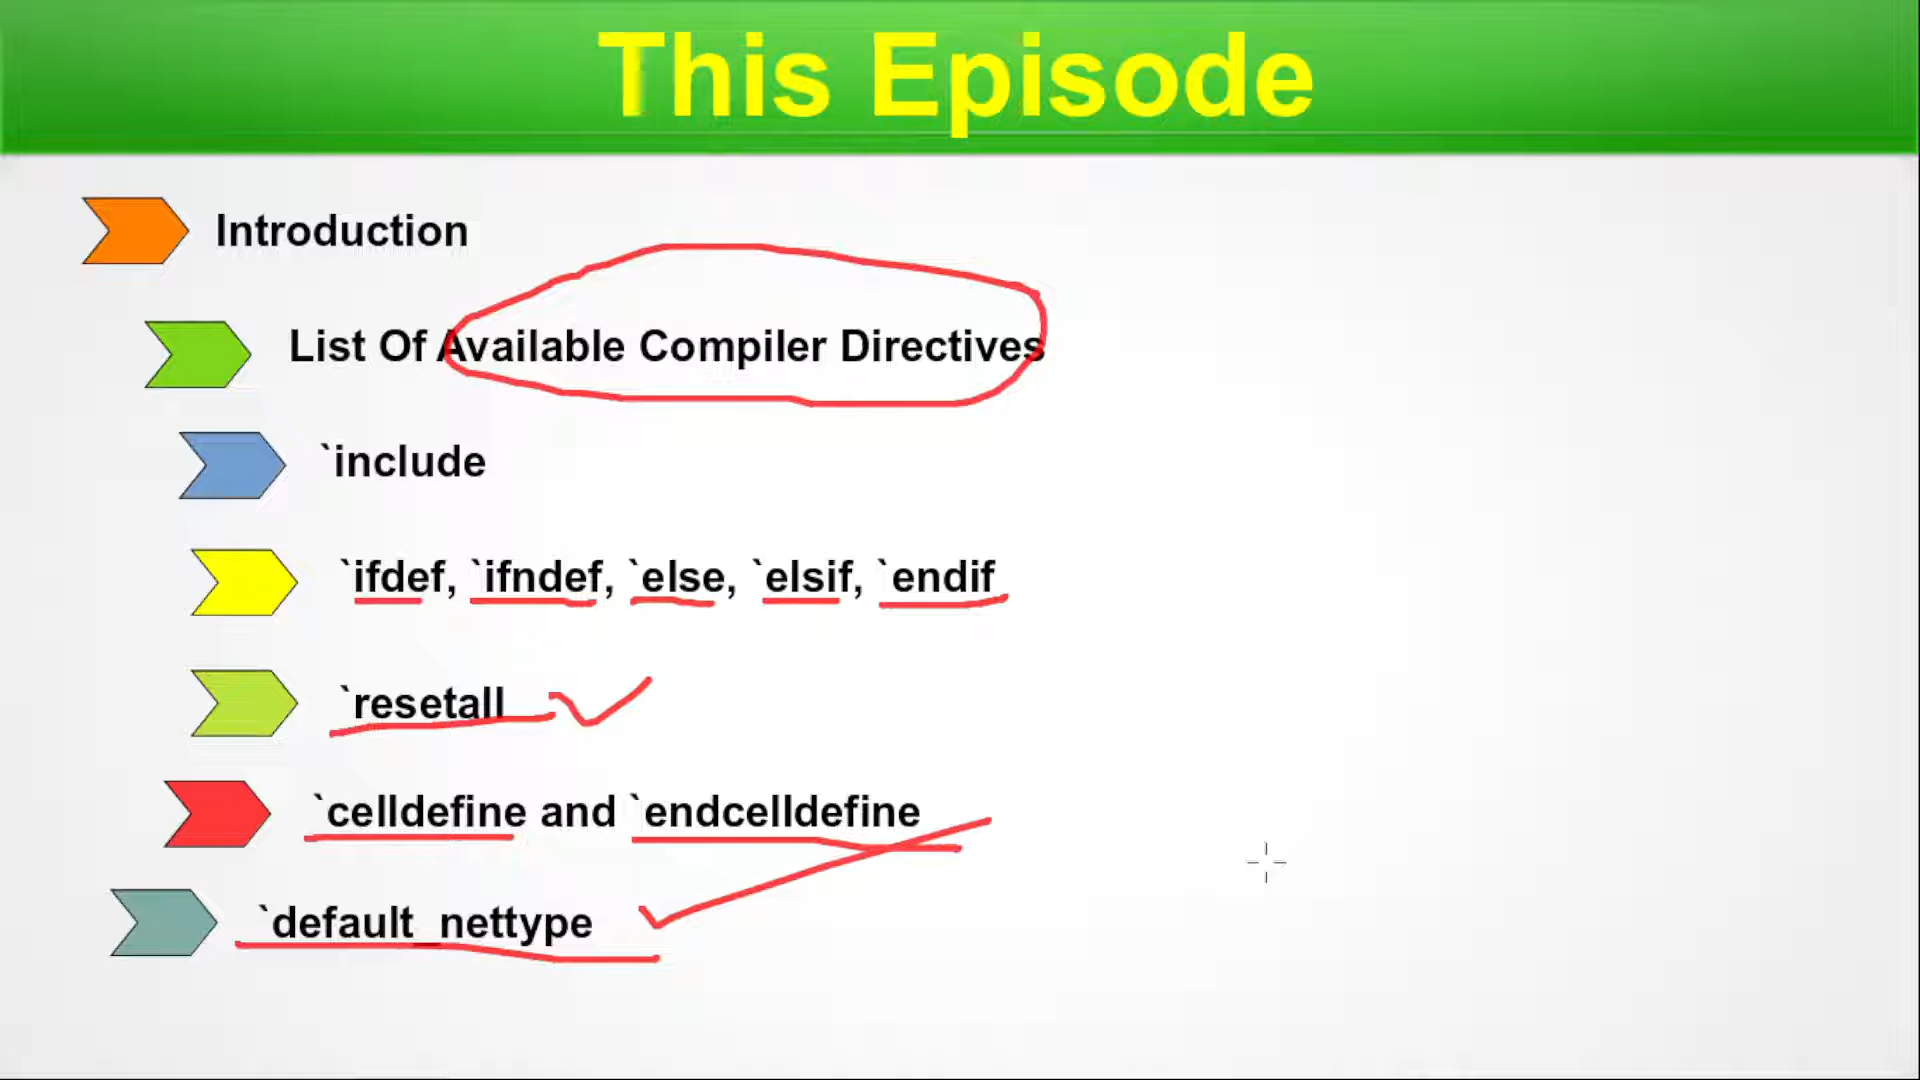 This Episode
Introduction
List Of Available Compiler Directives
`include
`ifdef, `ifndef, `else, `elsif, `endif
`resetall
`celldefine and `endcelldefine
`default_nettype